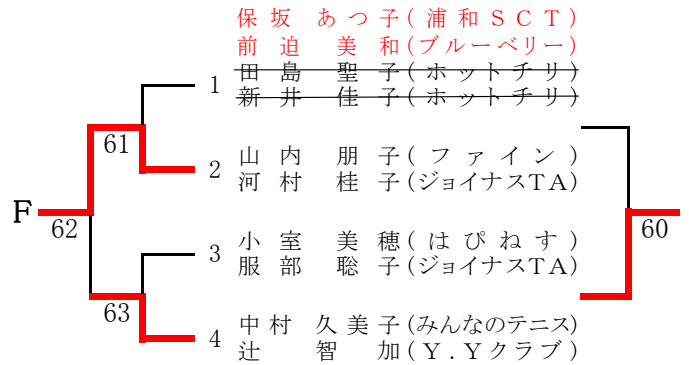 保坂 あつ子(浦和SCT)
前迫 美和(ブルーベリー)
1 田島 聖子(ホットチリ)
新井 佳子(ホットチリ)
61
2 山内 朋子(ファイン)
河村 桂子(ジョイナスTA)
F 62 60
3 小室 美穂(はぴねす)
服部 聡子(ジョイナスTA)
63
4 中村 久美子(みんなのテニス)
辻 智加(Y.Yクラブ)